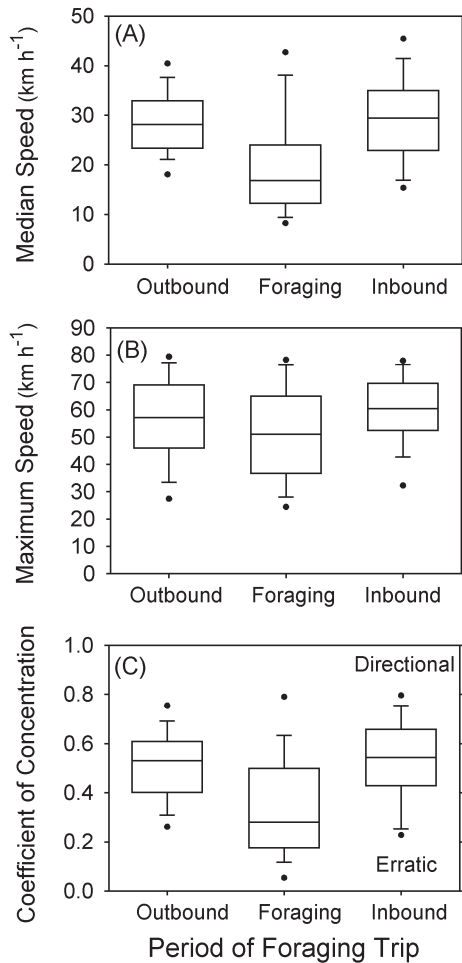 (A)
Median Speed (km h-1)
50
40
30
20
10
0
Outbound Foraging Inbound
(B)
Maximum Speed (km h-1)
90
80
70
60
50
40
30
20
10
0
Outbound Foraging Inbound
(C)
Directional
Coefficient of Concentration
1.0
0.8
0.6
0.4
0.2
0.0
Erratic
Outbound Foraging Inbound
Period of Foraging Trip